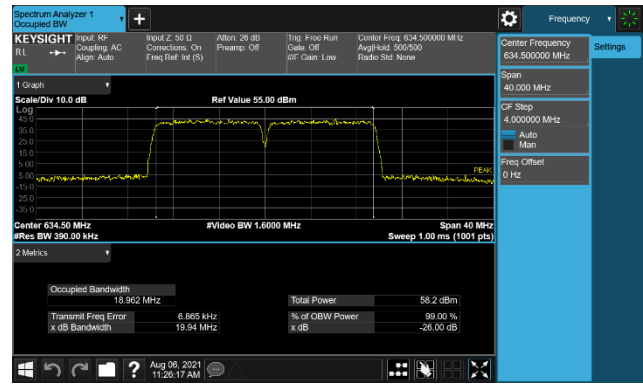 Spectrum Analyzer 1
Occupied BW
Frequency
KEYSIGHT
RL
Input: RF
Coupling: AC
Align: Auto
Input Z: 50 Ω
Corrections: On
Freq Ref: Int (S)
Atten: 26 dB
Preamp: Off
Trig: Free Run
Gate: Off
#IF Gain: Low
Center Freq: 634.500000 MHz
Avg|Hold: 500/500
Radio Std: None
1 Graph
Scale/Div 10.0 dB
Ref Value 55.00 dBm
Log
45.0
35.0
25.0
15.0
5.00
-5.00
-15.0
-25.0
-35.0
PEAK
Center 634.50 MHz
#Video BW 1.6000 MHz
Span 40 MHz
#Res BW 390.00 kHz
Sweep 1.00 ms (1001 pts)
2 Metrics
Occupied Bandwidth
18.962 MHz
Total Power 58.2 dBm
Transmit Freq Error 6.865 kHz
% of OBW Power 99.00 %
x dB Bandwidth 19.94 MHz
x dB -26.00 dB
Aug 06, 2021
11:26:17 AM
?
Center Frequency
634.500000 MHz
Settings
Span
40.000 MHz
CF Step
4.000000 MHz
Auto
Man
Freq Offset
0 Hz